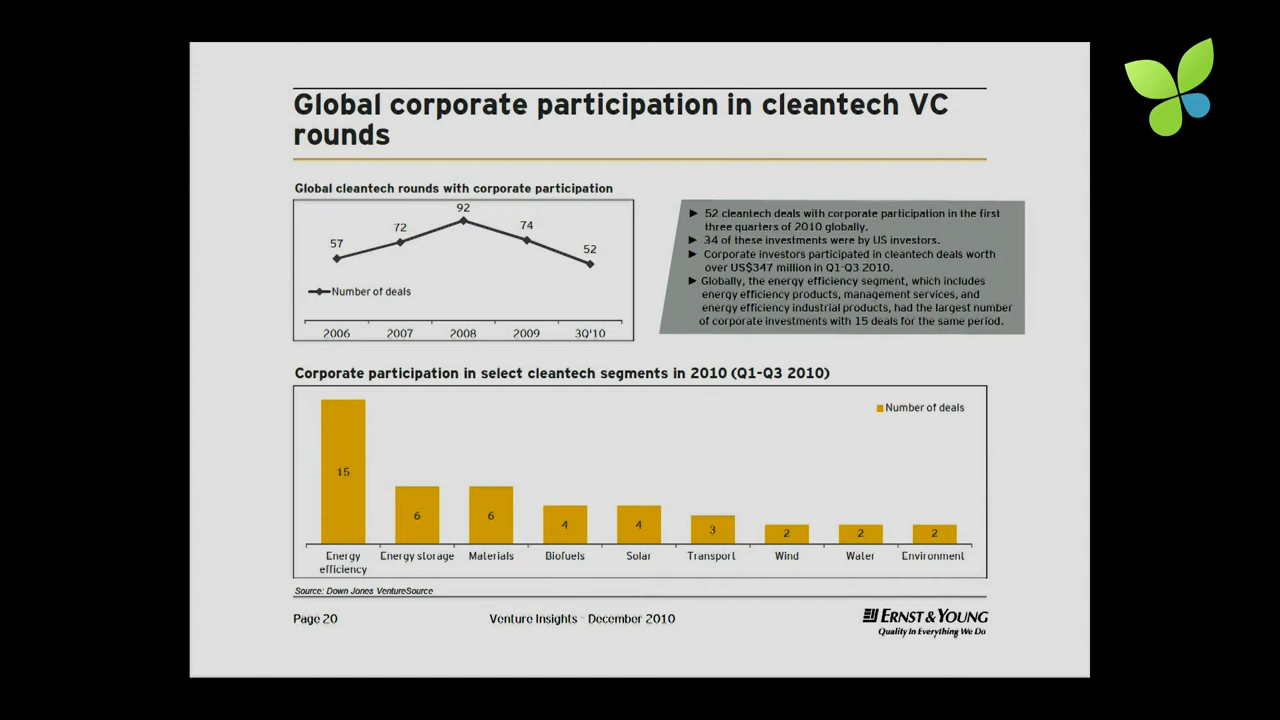 Global corporate participation in cleantech VC
rounds
Global cleantech rounds with corporate participation
57
72
92
74
52
Number of deals
2006
2007
2008
2009
3Q'10
► 52 cleantech deals with corporate participation in the first
three quarters of 2010 globally.
► 34 of these investments were by US investors.
► Corporate investors participated in cleantech deals worth
over US$347 million in Q1-Q3 2010.
► Globally, the energy efficiency segment, which includes
energy efficiency products, management services, and
energy efficiency industrial products, had the largest number
of corporate investments with 15 deals for the same period.
Corporate participation in select cleantech segments in 2010 (Q1-Q3 2010)
Number of deals
15
6
6
4
4
3
2
2
2
Energy
efficiency
Energy storage
Materials
Biofuels
Solar
Transport
Wind
Water
Environment
Source: Down Jones VentureSource
Page 20
Venture Insights - December 2010
ERNST & YOUNG
Quality In Everything We Do